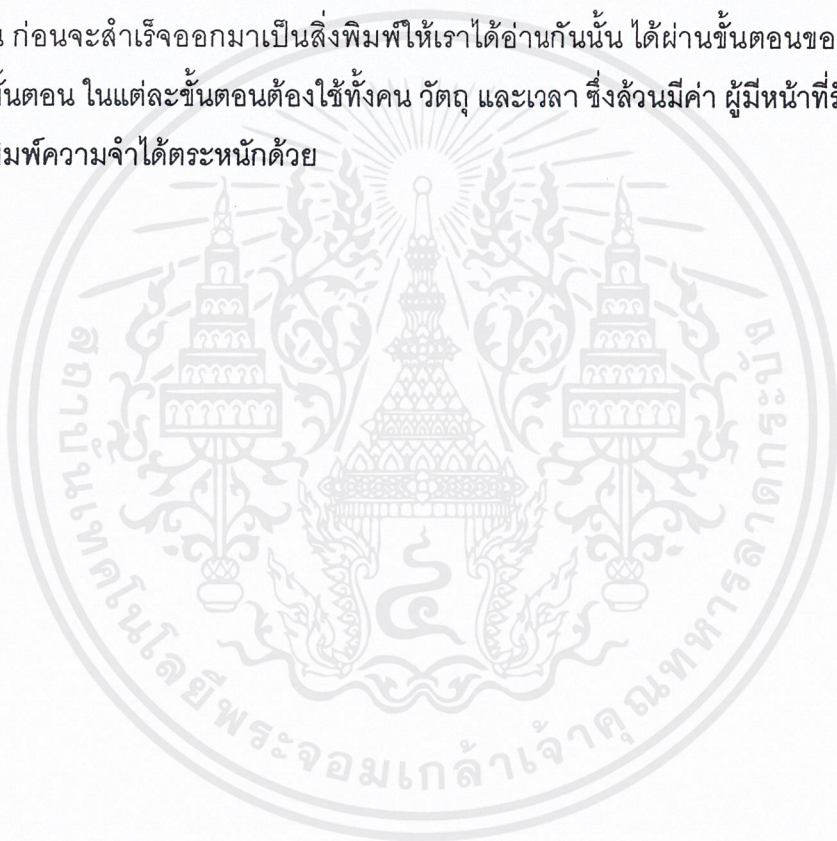 ก่อนจะสำเร็จออกมาเป็นสิ่งพิมพ์ให้เราได้อ่านกันนั้น ได้ผ่านขั้นตอนขอ
ขั้นตอน ในแต่ละขั้นตอนต้องใช้ทั้งคน วัตถุ และเวลา ซึ่งล้วนมีค่า ผู้มีหน้าที่
มพ์ความจำได้ตระหนักด้วย
สถาบันเทคโนโลยีพระจอมเกล้าเจ้าคุณทหารลาดกระบัง